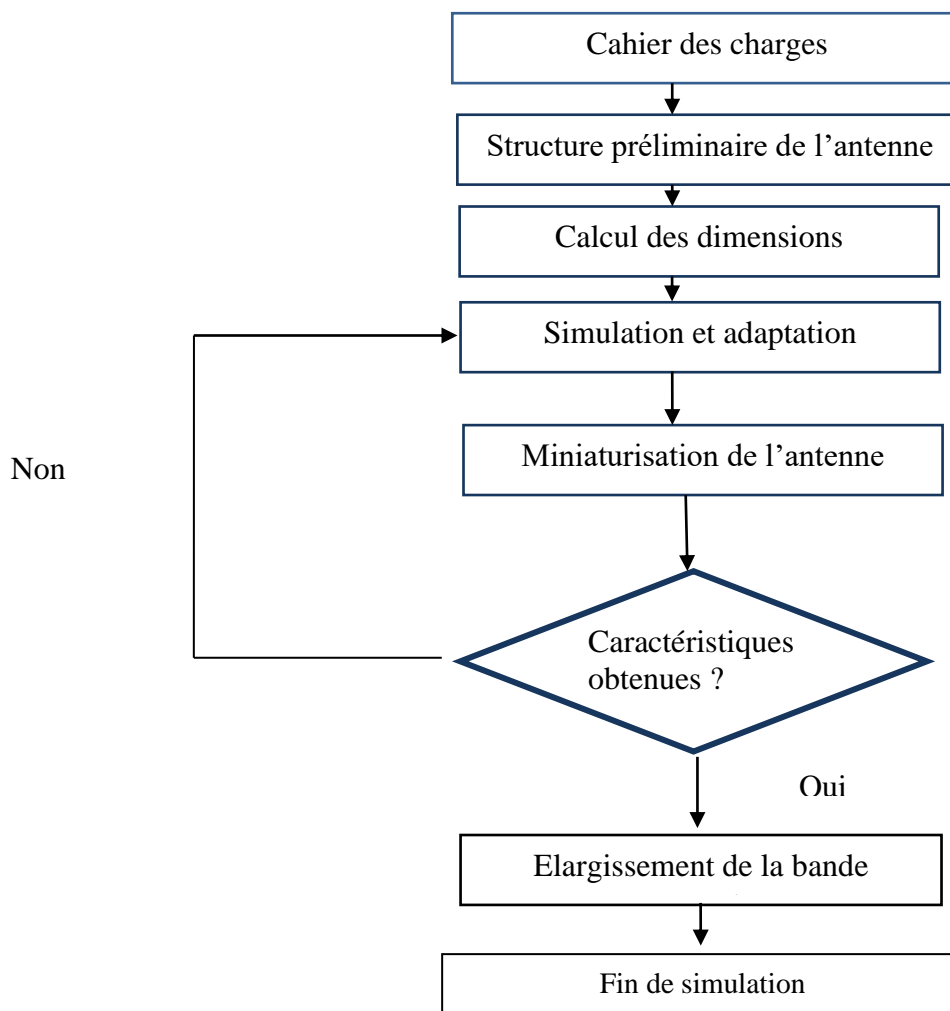 Cahier des charges
Structure préliminaire de l’antenne
Calcul des dimensions
Simulation et adaptation
Miniaturisation de l’antenne
Non
Caractéristiques
obtenues ?
Oui
Elargissement de la bande
Fin de simulation